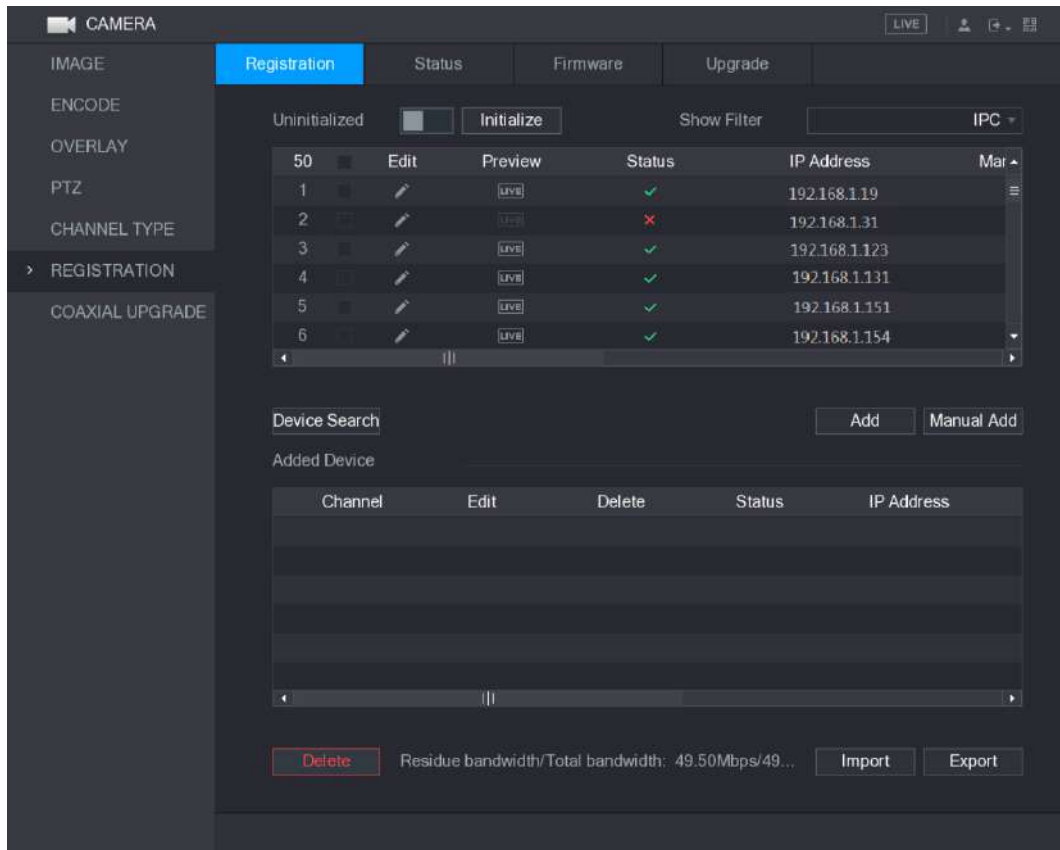 CAMERA LIVE
IMAGE
ENCODE
OVERLAY
PTZ
CHANNEL TYPE
REGISTRATION
COAXIAL UPGRADE
Registration Status Firmware Upgrade
Uninitialized Initialize Show Filter IPC
50 Edit Preview Status IP Address Mar
1 LIVE 192.168.1.19
2 LIVE 192.168.1.31
3 LIVE 192.168.1.123
4 LIVE 192.168.1.131
5 LIVE 192.168.1.151
6 LIVE 192.168.1.154
Device Search Add Manual Add
Added Device
Channel Edit Delete Status IP Address
Delete Residue bandwidth/Total bandwidth: 49.50Mbps/49... Import Export